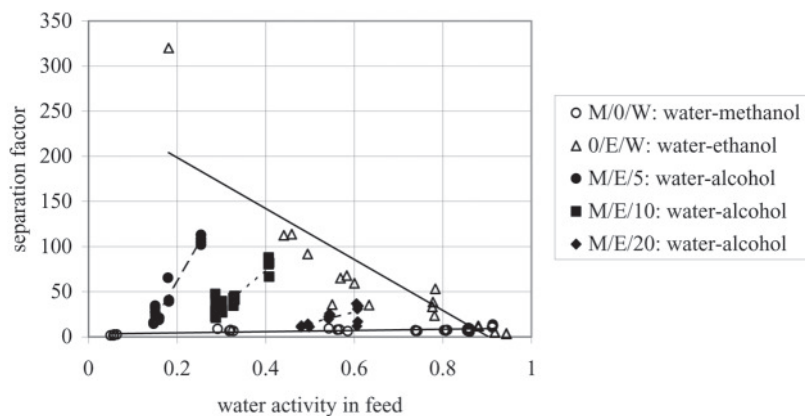 350
300
250
200
150
100
50
0
separation factor
0 0.2 0.4 0.6 0.8 1
water activity in feed
M/0/W: water-methanol
0/E/W: water-ethanol
M/E/5: water-alcohol
M/E/10: water-alcohol
M/E/20: water-alcohol